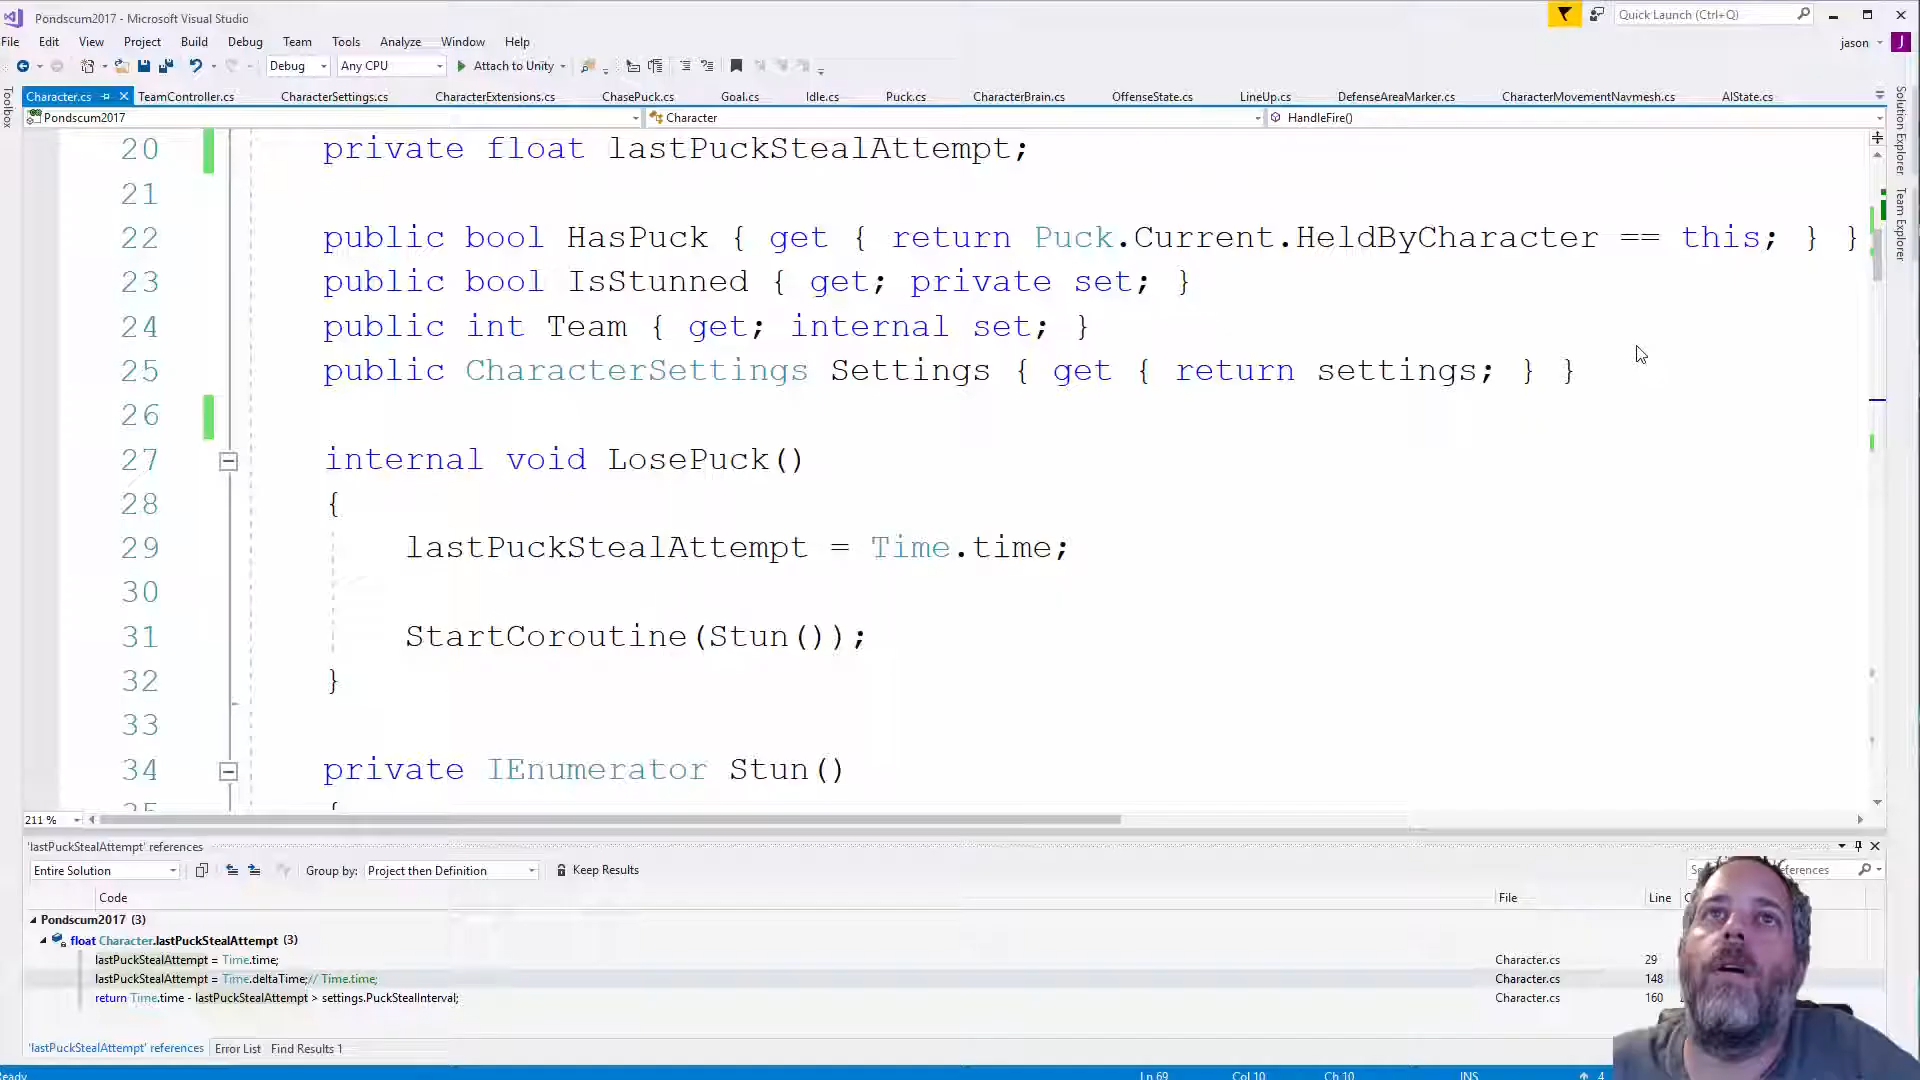 Pondscum2017 - Microsoft Visual Studio
Quick Launch (Ctrl+Q)
File Edit View Project Build Debug Team Tools Analyze Window Help
jason J
Debug Any CPU Attach to Unity
Character.cs TeamController.cs CharacterSettings.cs CharacterExtensions.cs ChasePuck.cs Goal.cs Idle.cs Puck.cs CharacterBrain.cs OffenseState.cs LineUp.cs DefenseAreaMarker.cs CharacterMovementNavmesh.cs AIState.cs
Pondscum2017 Character HandleFire()
Toolbox
Solution Explorer
Team Explorer
20 private float lastPuckStealAttempt;
21
22 public bool HasPuck { get { return Puck.Current.HeldByCharacter == this; } }
23 public bool IsStunned { get; private set; }
24 public int Team { get; internal set; }
25 public CharacterSettings Settings { get { return settings; } }
26
27 internal void LosePuck()
28 {
29 lastPuckStealAttempt = Time.time;
30
31 StartCoroutine(Stun());
32 }
33
34 private IEnumerator Stun()
35 {
211 %
'lastPuckStealAttempt' references
Entire Solution Group by: Project then Definition Keep Results
Code File Line
Pondscum2017 (3)
float Character.lastPuckStealAttempt (3)
lastPuckStealAttempt = Time.time; Character.cs 29
lastPuckStealAttempt = Time.deltaTime;// Time.time; Character.cs 148
return Time.time - lastPuckStealAttempt > settings.PuckStealInterval; Character.cs 160
'lastPuckStealAttempt' references Error List Find Results 1
Ready Ln 69 Col 10 Ch 10 INS 4